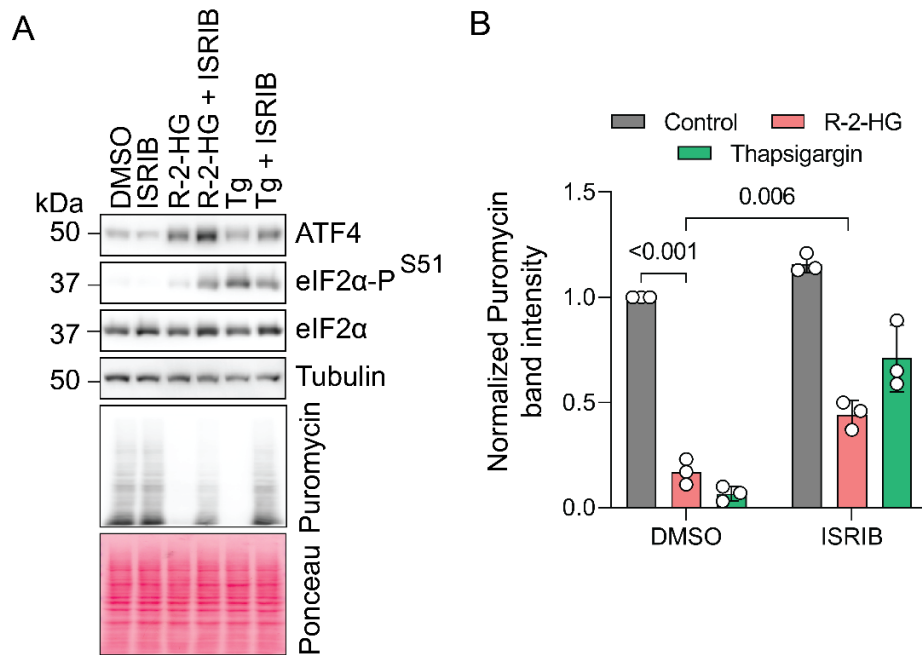 A
DMSO
ISRIB
R-2-HG
R-2-HG + ISRIB
Tg
Tg + ISRIB
kDa
50
ATF4
37
eIF2α-P S51
37
eIF2α
50
Tubulin
Puromycin
Ponceau
B
Control
R-2-HG
Thapsigargin
Normalized Puromycin
band intensity
1.5
1.0
0.5
0.0
<0.001
0.006
DMSO
ISRIB